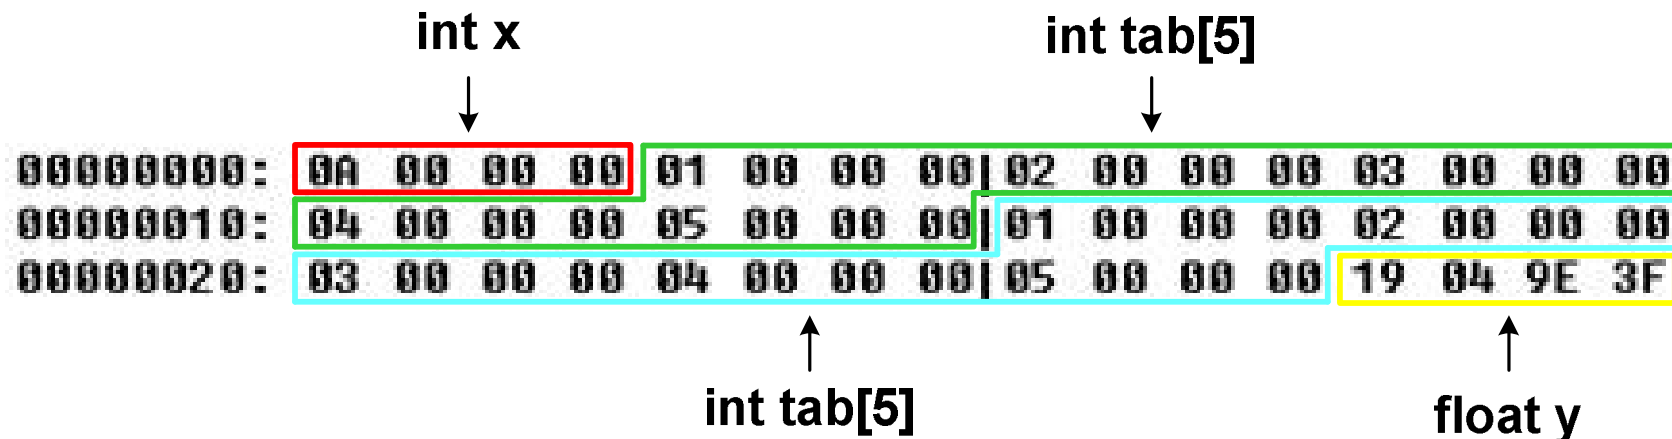 int x
int tab[5]
00000000: 0A 00 00 00 01 00 00 00|02 00 00 00 03 00 00 00
00000010: 04 00 00 00 05 00 00 00|01 00 00 00 02 00 00 00
00000020: 03 00 00 00 04 00 00 00|05 00 00 00 19 04 9E 3F
int tab[5]
float y